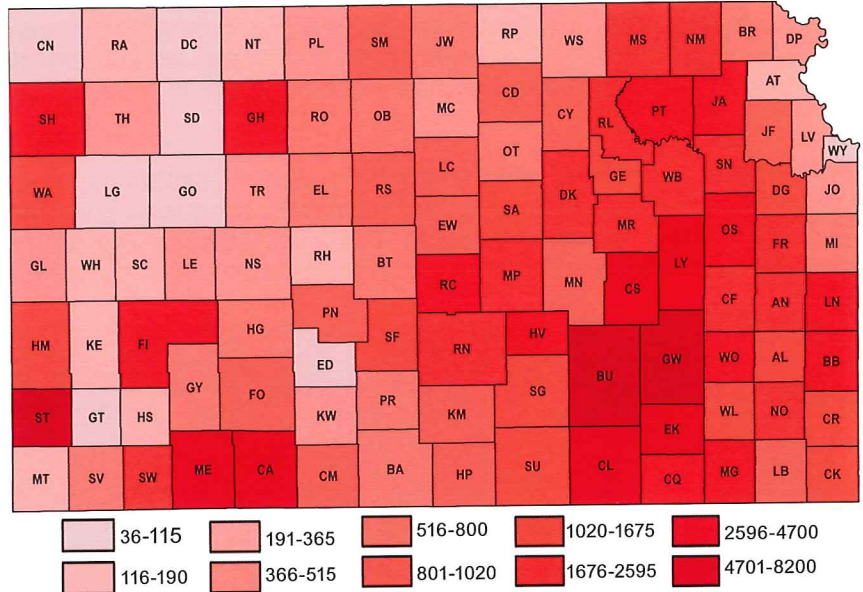 CN RA DC NT PL SM JW RP WS MS NM BR DP
SH TH SD GH RO OB MC CD CY RL PT JA AT
JF LV WY
WA LG GO TR EL RS LC OT GE WB SN
SA DK DG JO
GL WH SC LE NS RH BT EW MR OS FR MI
RC MP MN CS LY
HM KE FI HG PN SF CF AN LN
RN HV
ED BU GW WO AL BB
GY FO SG
ST GT HS KW PR KM EK WL NO CR
MT SV SW ME CA CM BA HP SU CL CQ MG LB CK
36-115 191-365 516-800 1020-1675 2596-4700
116-190 366-515 801-1020 1676-2595 4701-8200